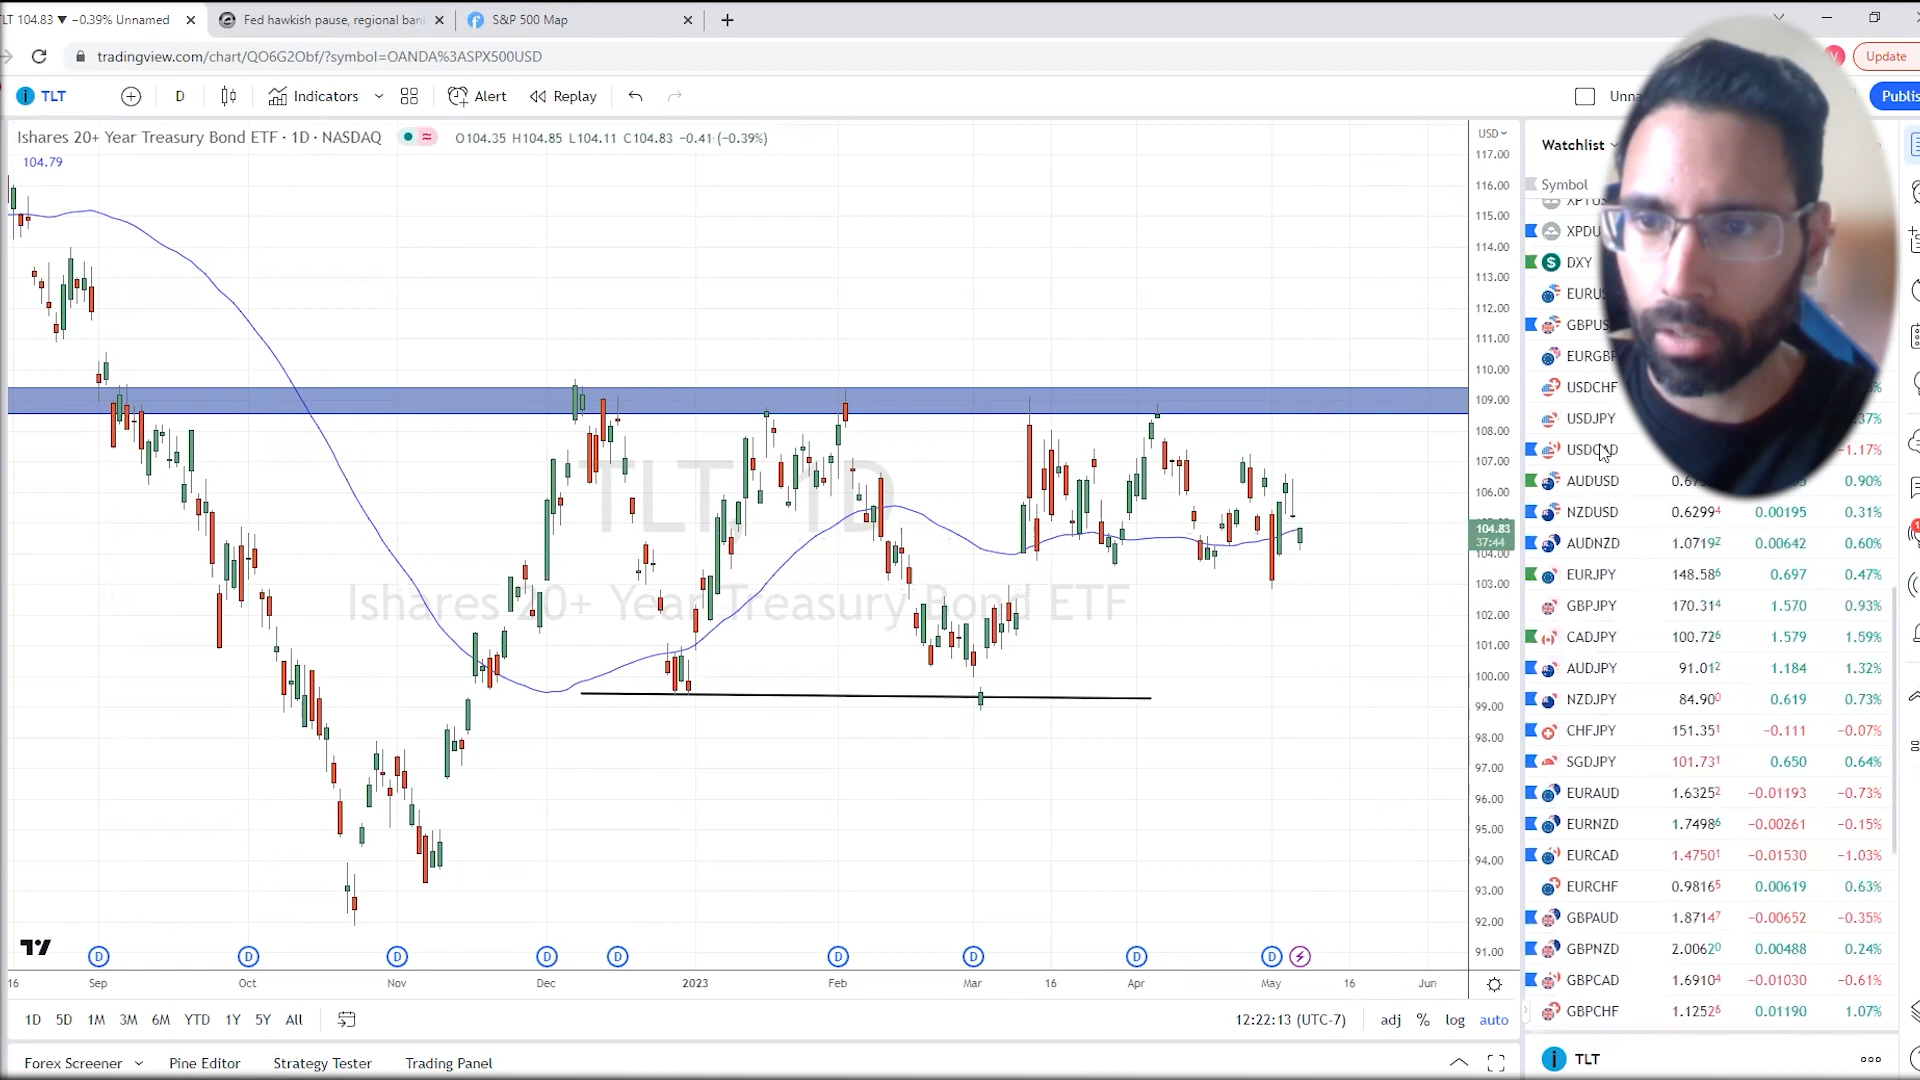 TLT 104.83 ▼ −0.39% Unnamed
Fed hawkish pause, regional ban
S&P 500 Map
tradingview.com/chart/QO6G2Obf/?symbol=OANDA%3ASPX500USD
Update
TLT
D
Indicators
Alert
Replay
Unna
Publis
Ishares 20+ Year Treasury Bond ETF · 1D · NASDAQ
O104.35 H104.85 L104.11 C104.83 −0.41 (−0.39%)
104.79
USD
117.00
116.00
115.00
114.00
113.00
112.00
111.00
110.00
109.00
108.00
107.00
106.00
104.83
37:44
104.00
103.00
102.00
101.00
100.00
99.00
98.00
97.00
96.00
95.00
94.00
93.00
92.00
91.00
TLT, 1D
Ishares 20+ Year Treasury Bond ETF
D D D D D D D D D
16 Sep Oct Nov Dec 2023 Feb Mar 16 Apr May 16 Jun
1D 5D 1M 3M 6M YTD 1Y 5Y All
12:22:13 (UTC-7)
adj % log auto
Forex Screener
Pine Editor
Strategy Tester
Trading Panel
Watchlist
Symbol
XPTUS
XPDU
DXY
EURUS
GBPUS
EURGBP
USDCHF
USDJPY .37%
USDCAD −1.17%
AUDUSD 0.90%
NZDUSD 0.62994 0.00195 0.31%
AUDNZD 1.07192 0.00642 0.60%
EURJPY 148.586 0.697 0.47%
GBPJPY 170.314 1.570 0.93%
CADJPY 100.726 1.579 1.59%
AUDJPY 91.012 1.184 1.32%
NZDJPY 84.900 0.619 0.73%
CHFJPY 151.351 −0.111 −0.07%
SGDJPY 101.731 0.650 0.64%
EURAUD 1.63252 −0.01193 −0.73%
EURNZD 1.74986 −0.00261 −0.15%
EURCAD 1.47501 −0.01530 −1.03%
EURCHF 0.98165 0.00619 0.63%
GBPAUD 1.87147 −0.00652 −0.35%
GBPNZD 2.00620 0.00488 0.24%
GBPCAD 1.69104 −0.01030 −0.61%
GBPCHF 1.12526 0.01190 1.07%
TLT